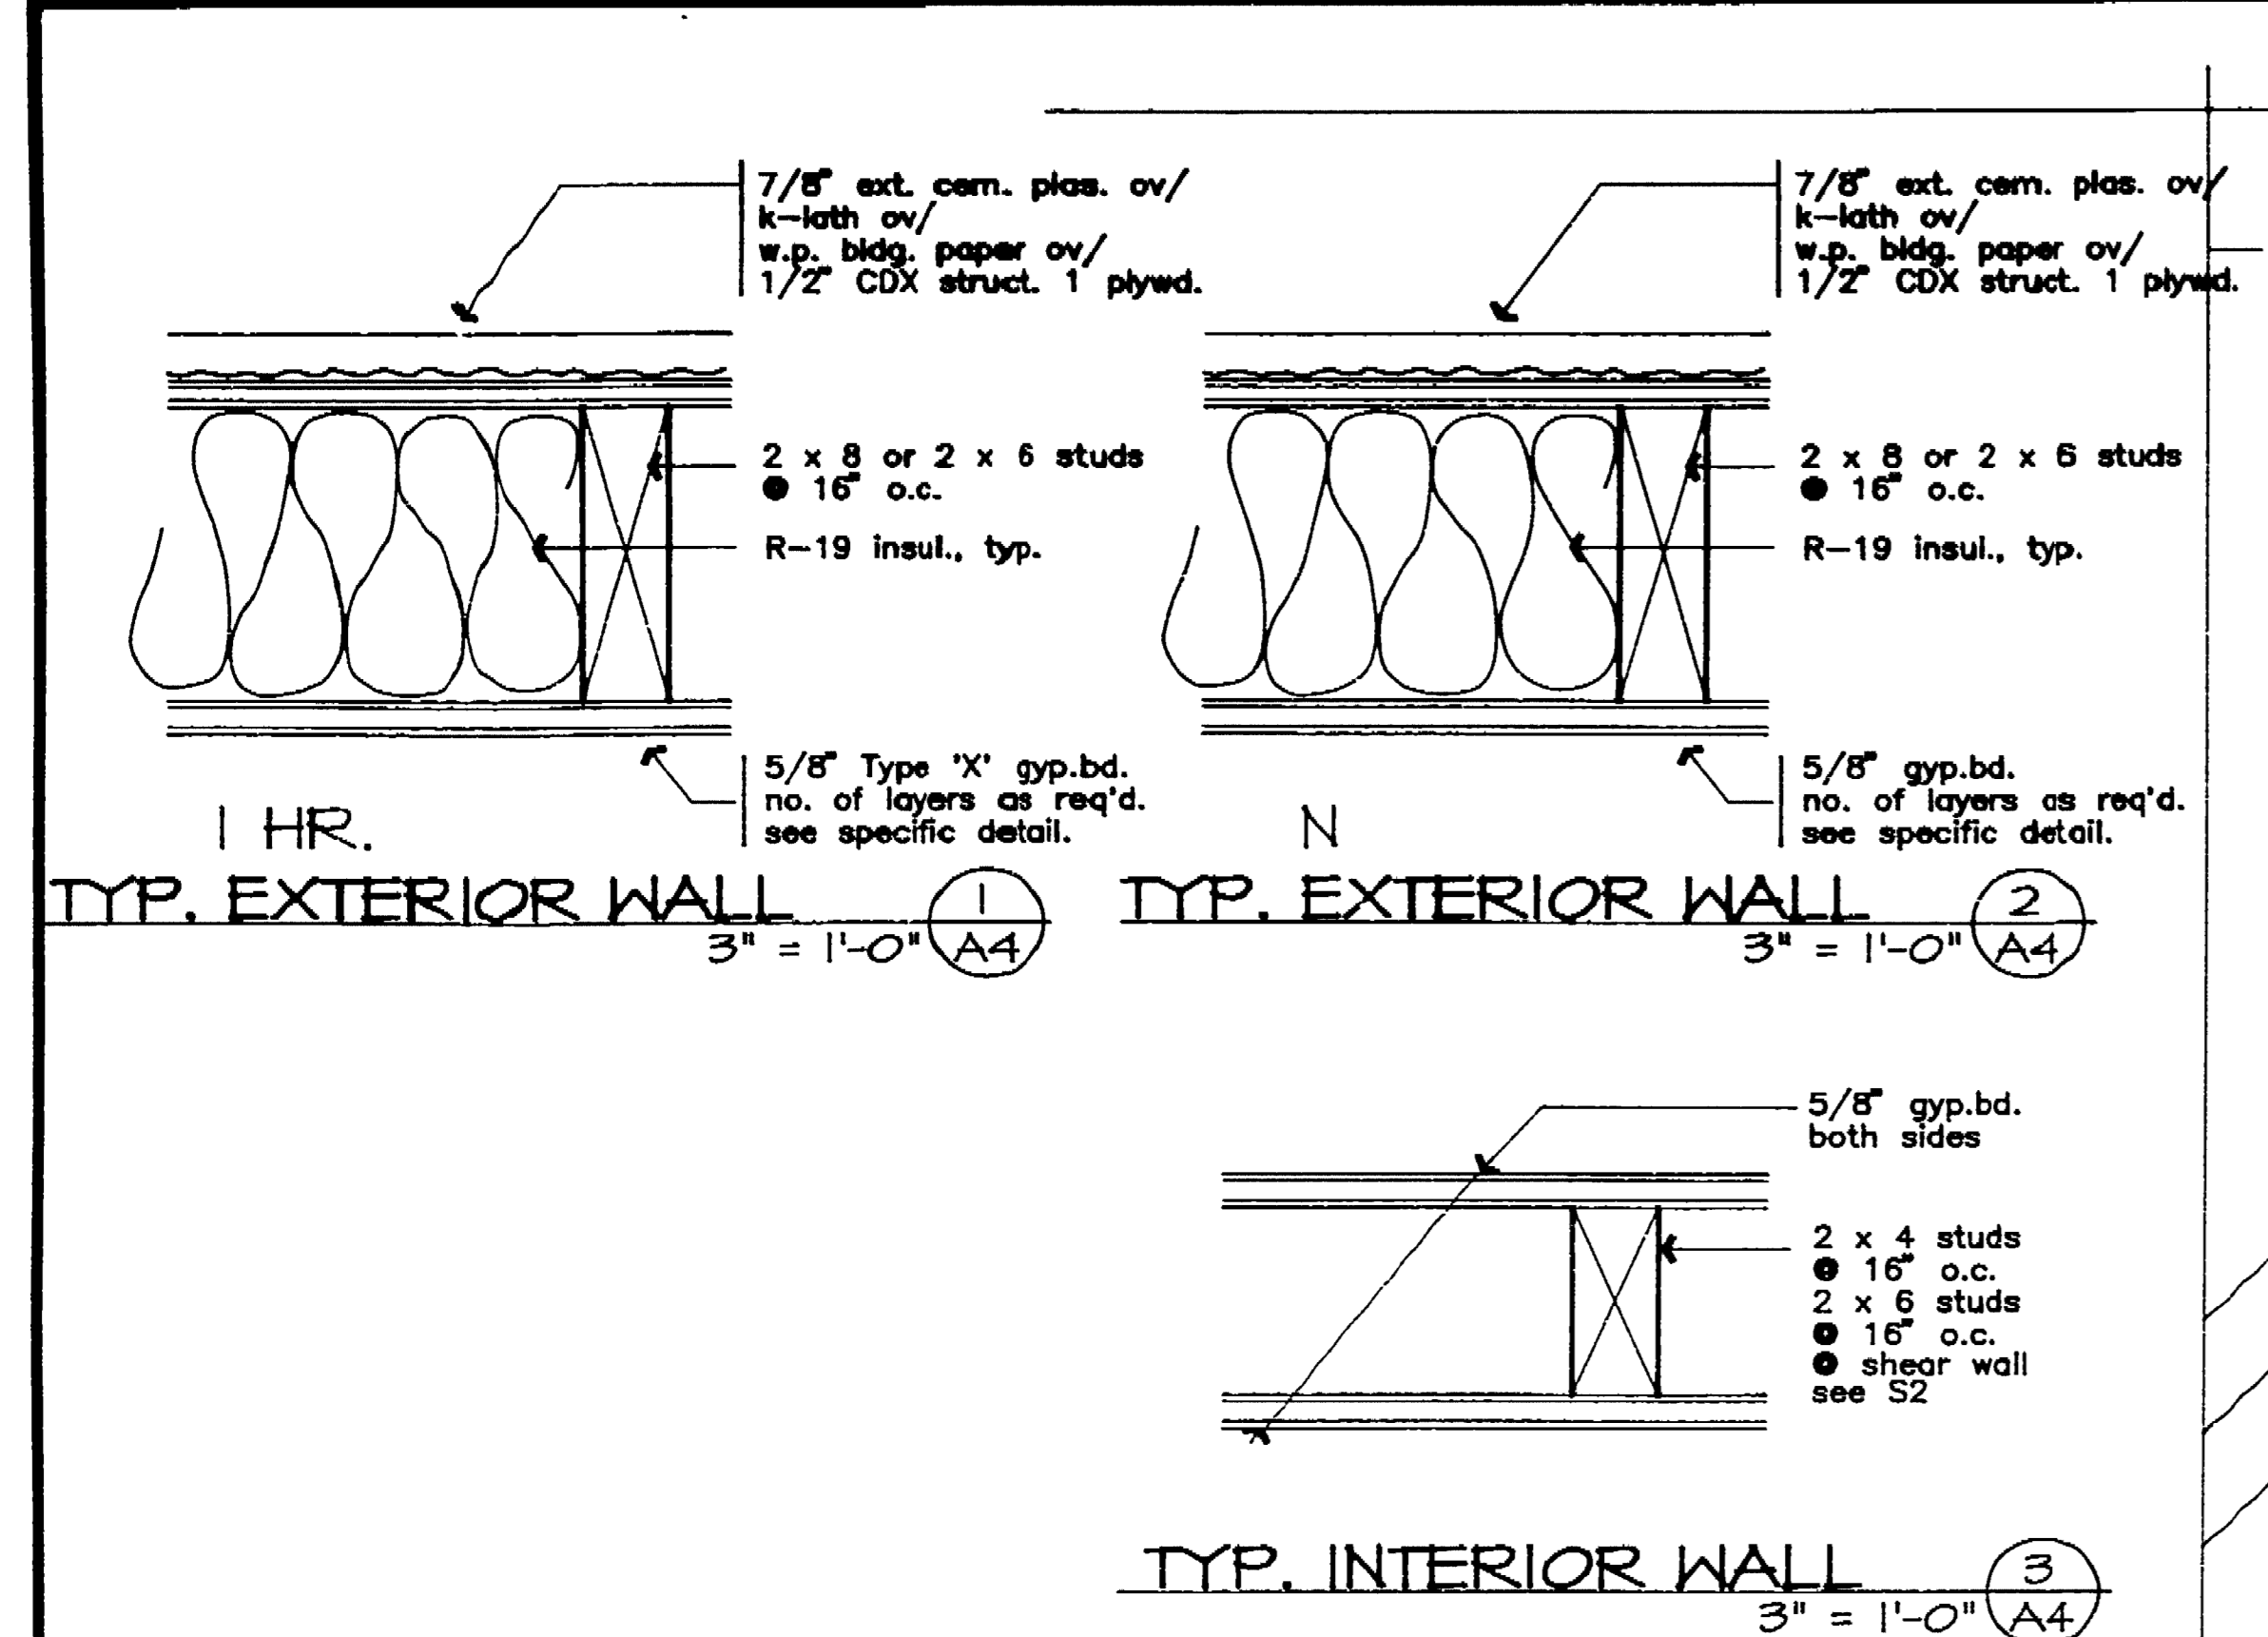 7/8" ext. cem. plas. ov/
k-lath ov/
w.p. bldg. paper ov/
1/2" CDX struct. 1 plywd.
2 x 8 or 2 x 6 studs
@ 16" o.c.
R-19 insul., typ.
5/8" Type 'X' gyp.bd.
no. of layers as req'd.
see specific detail.
1 HR.
TYP. EXTERIOR WALL
3" = 1'-0"
1
A4
7/8" ext. cem. plas. ov/
k-lath ov/
w.p. bldg. paper ov/
1/2" CDX struct. 1 plywd.
2 x 8 or 2 x 6 studs
@ 16" o.c.
R-19 insul., typ.
5/8" gyp.bd.
no. of layers as req'd.
see specific detail.
N
TYP. EXTERIOR WALL
3" = 1'-0"
2
A4
5/8" gyp.bd.
both sides
2 x 4 studs
@ 16" o.c.
2 x 6 studs
@ 16" o.c.
@ shear wall
see S2
TYP. INTERIOR WALL
3" = 1'-0"
3
A4